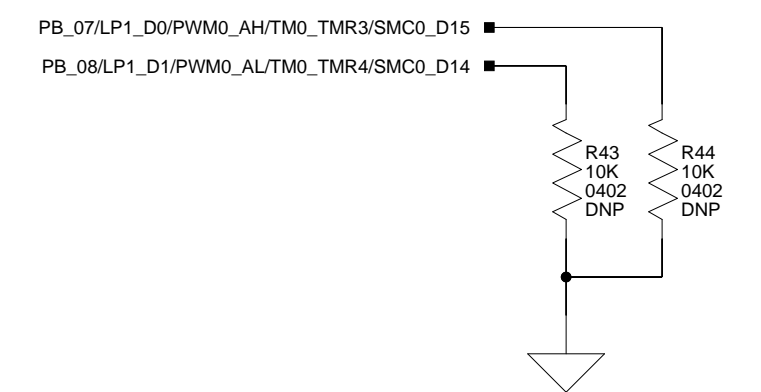 PB_07/LP1_D0/PWM0_AH/TM0_TMR3/SMC0_D15
PB_08/LP1_D1/PWM0_AL/TM0_TMR4/SMC0_D14
R43
10K
0402
DNP
R44
10K
0402
DNP